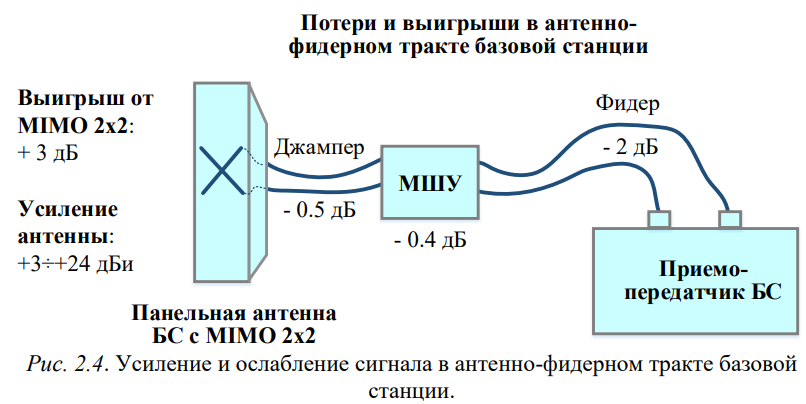 Потери и выигрыши в антенно-
фидерном тракте базовой станции
Выигрыш от
MIMO 2x2:
+ 3 дБ
Усиление
антенны:
+3÷+24 дБи
Джампер
- 0.5 дБ
МШУ
- 0.4 дБ
Фидер
- 2 дБ
Приемо-
передатчик БС
Панельная антенна
БС с MIMO 2x2
Рис. 2.4. Усиление и ослабление сигнала в антенно-фидерном тракте базовой
станции.